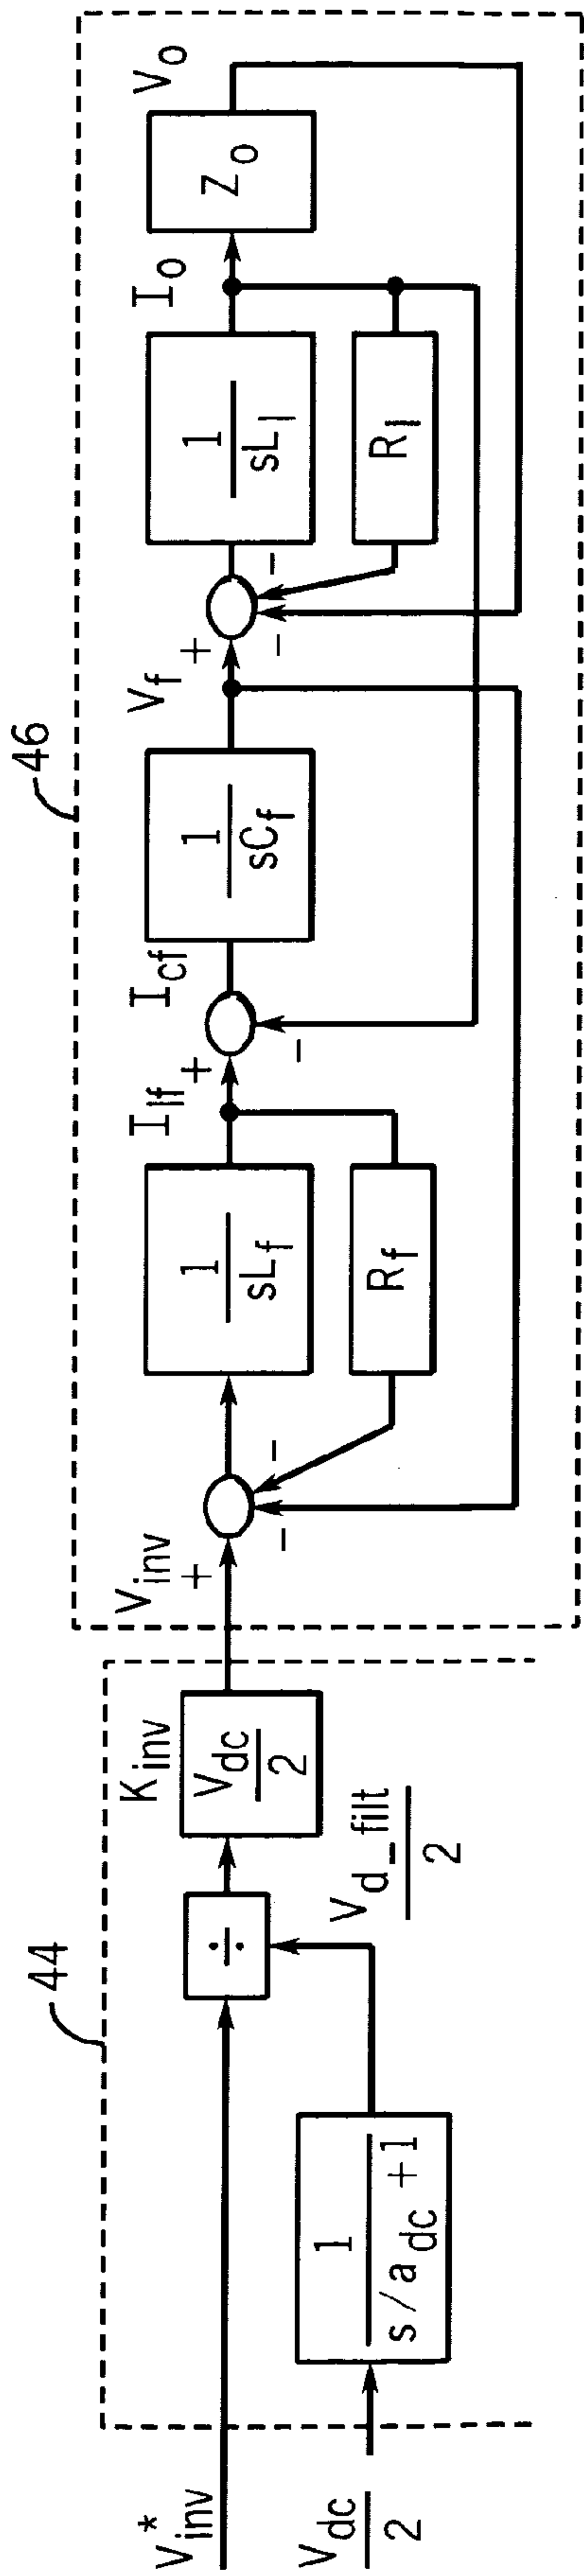 44
46
V*inv
Vdc
2
1
s/adc +1
÷
Vd_filt
2
Kinv
Vdc
2
Vinv
+
-
-
1
sLf
Rf
Ilf
+
-
Icf
1
sCf
Vf
+
-
-
1
sLl
Rl
Io
Zo
Vo